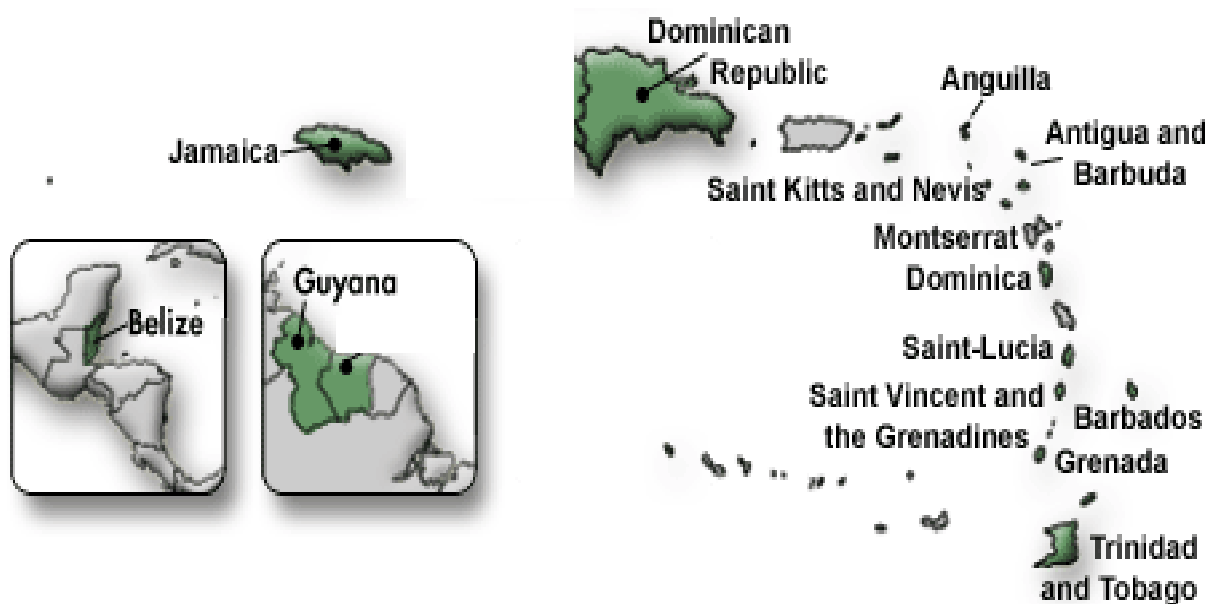 Dominican
Republic
Anguilla
Jamaica
Antigua and
Barbuda
Saint Kitts and Nevis
Montserrat
Dominica
Guyana
Belize
Saint-Lucia
Saint Vincent and
the Grenadines
Barbados
Grenada
Trinidad
and Tobago